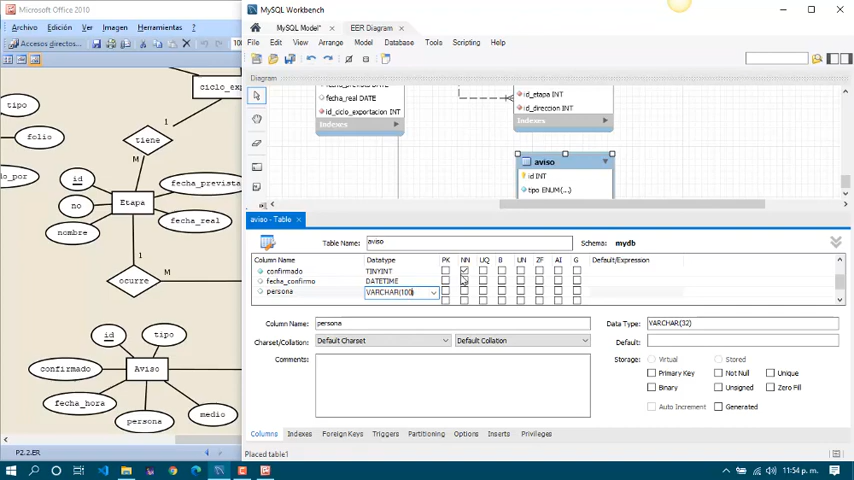 Microsoft Office 2010
Archivo Edición Ver Imagen Herramientas
Accesos directos...
tipo
folio
ciclo_ex
1
tiene
M
id
fecha_prevista
no
Etapa
fecha_real
nombre
1
ocurre
M
id
tipo
confirmado
Aviso
fecha_hora
persona
medio
P2.2.ER
MySQL Workbench
MySQL Model*
EER Diagram
File Edit View Arrange Model Database Tools Scripting Help
Diagram
fecha_real DATE
id_ciclo_exportacion INT
Indexes
id_etapa INT
id_direccion INT
Indexes
aviso
id INT
tipo ENUM(...)
aviso - Table
Table Name: aviso Schema: mydb
Column Name Datatype PK NN UQ B UN ZF AI G Default/Expression
confirmado TINYINT
fecha_confirmo DATETIME
persona VARCHAR(100)
Column Name: persona Data Type: VARCHAR(32)
Charset/Collation: Default Charset Default Collation Default:
Comments: Storage: Virtual Stored
Primary Key Not Null Unique
Binary Unsigned Zero Fill
Auto Increment Generated
Columns Indexes Foreign Keys Triggers Partitioning Options Inserts Privileges
Placed table1
11:54 p. m.